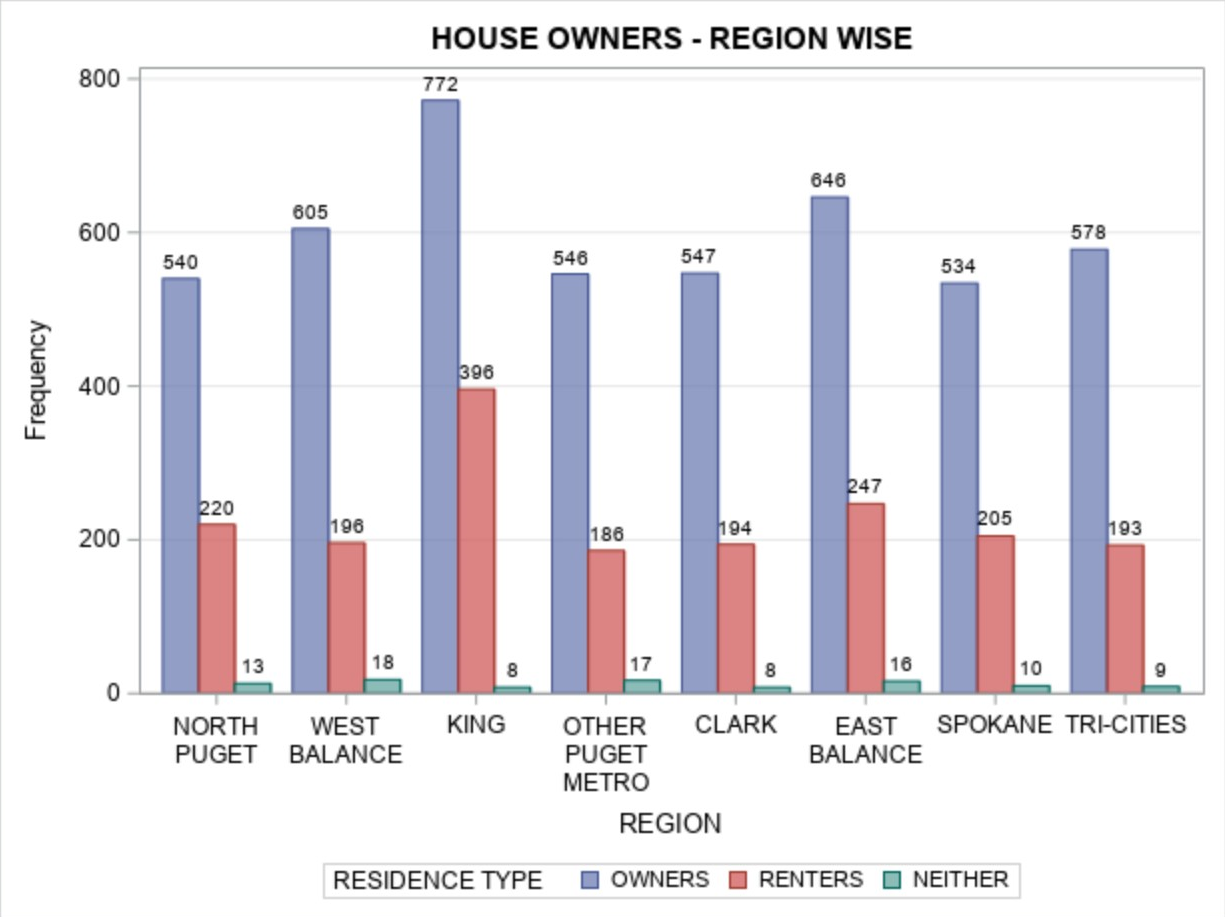 HOUSE OWNERS - REGION WISE
800
600
400
200
0
Frequency
540
220
13
605
196
18
772
396
8
546
186
17
547
194
8
646
247
16
534
205
10
578
193
9
NORTH
PUGET
WEST
BALANCE
KING
OTHER
PUGET
METRO
CLARK
EAST
BALANCE
SPOKANE
TRI-CITIES
REGION
RESIDENCE TYPE OWNERS RENTERS NEITHER